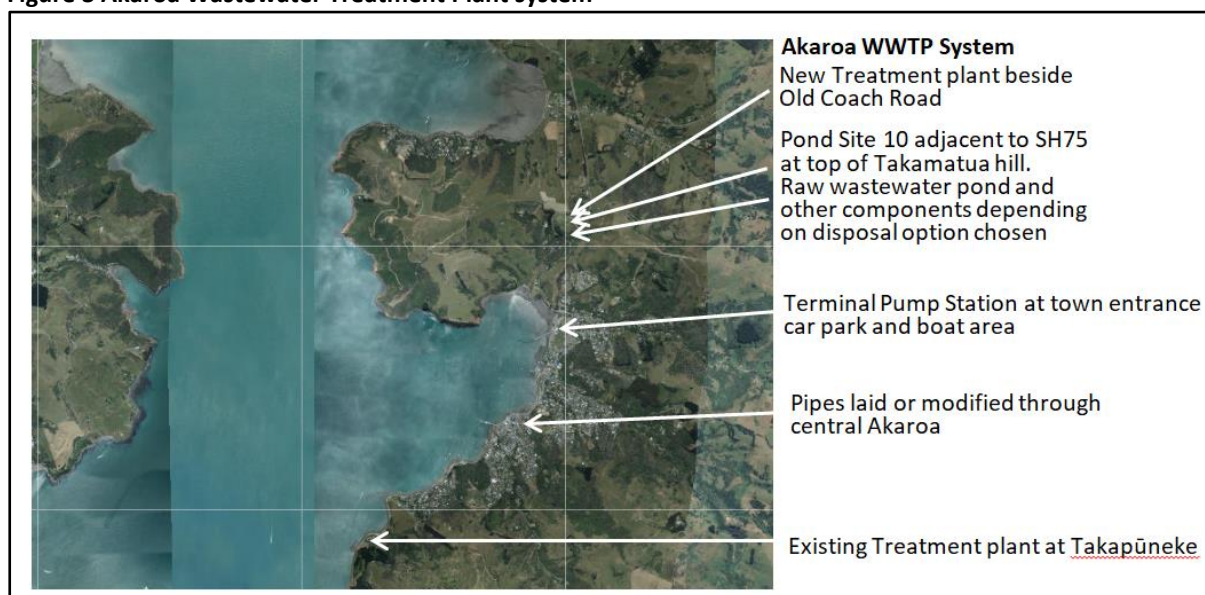 Figure 3 Akaroa Wastewater Treatment Plant System
Akaroa WWTP System
New Treatment plant beside
Old Coach Road
Pond Site 10 adjacent to SH75
at top of Takamatua hill.
Raw wastewater pond and
other components depending
on disposal option chosen
Terminal Pump Station at town entrance
car park and boat area
Pipes laid or modified through
central Akaroa
Existing Treatment plant at Takapūneke